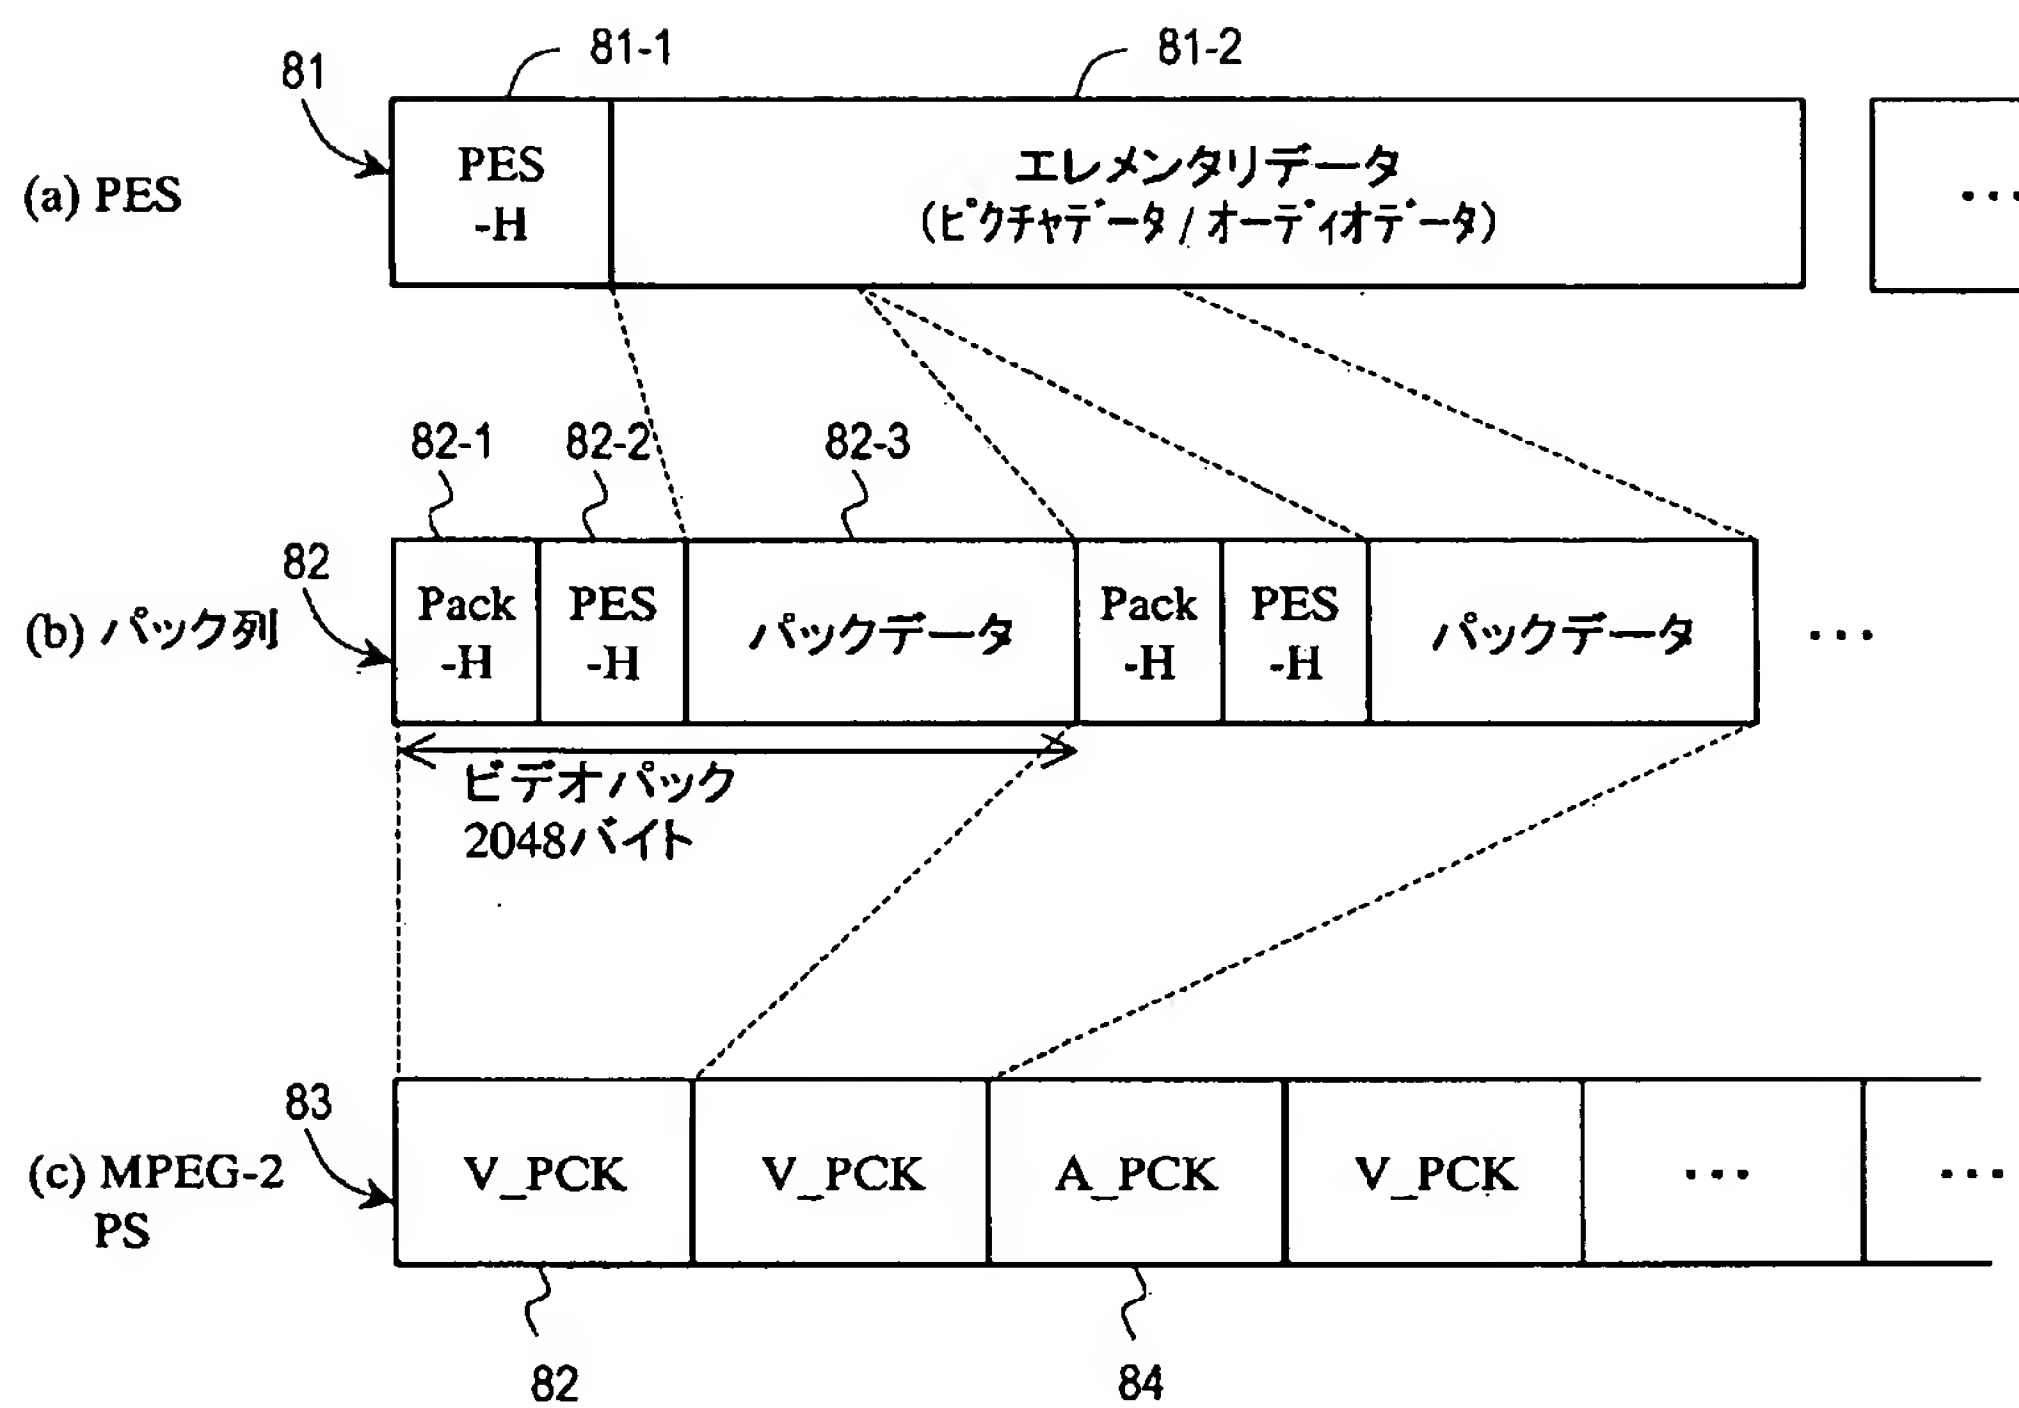 81-1
81-2
81
(a) PES
PES
-H
エレメンタリデータ
(ピクチャデータ / オーディオデータ)
...
82-1
82-2
82-3
82
(b) パック列
Pack
-H
PES
-H
パックデータ
Pack
-H
PES
-H
パックデータ
...
ビデオパック
2048バイト
83
(c) MPEG-2
PS
V_PCK
V_PCK
A_PCK
V_PCK
...
...
82
84